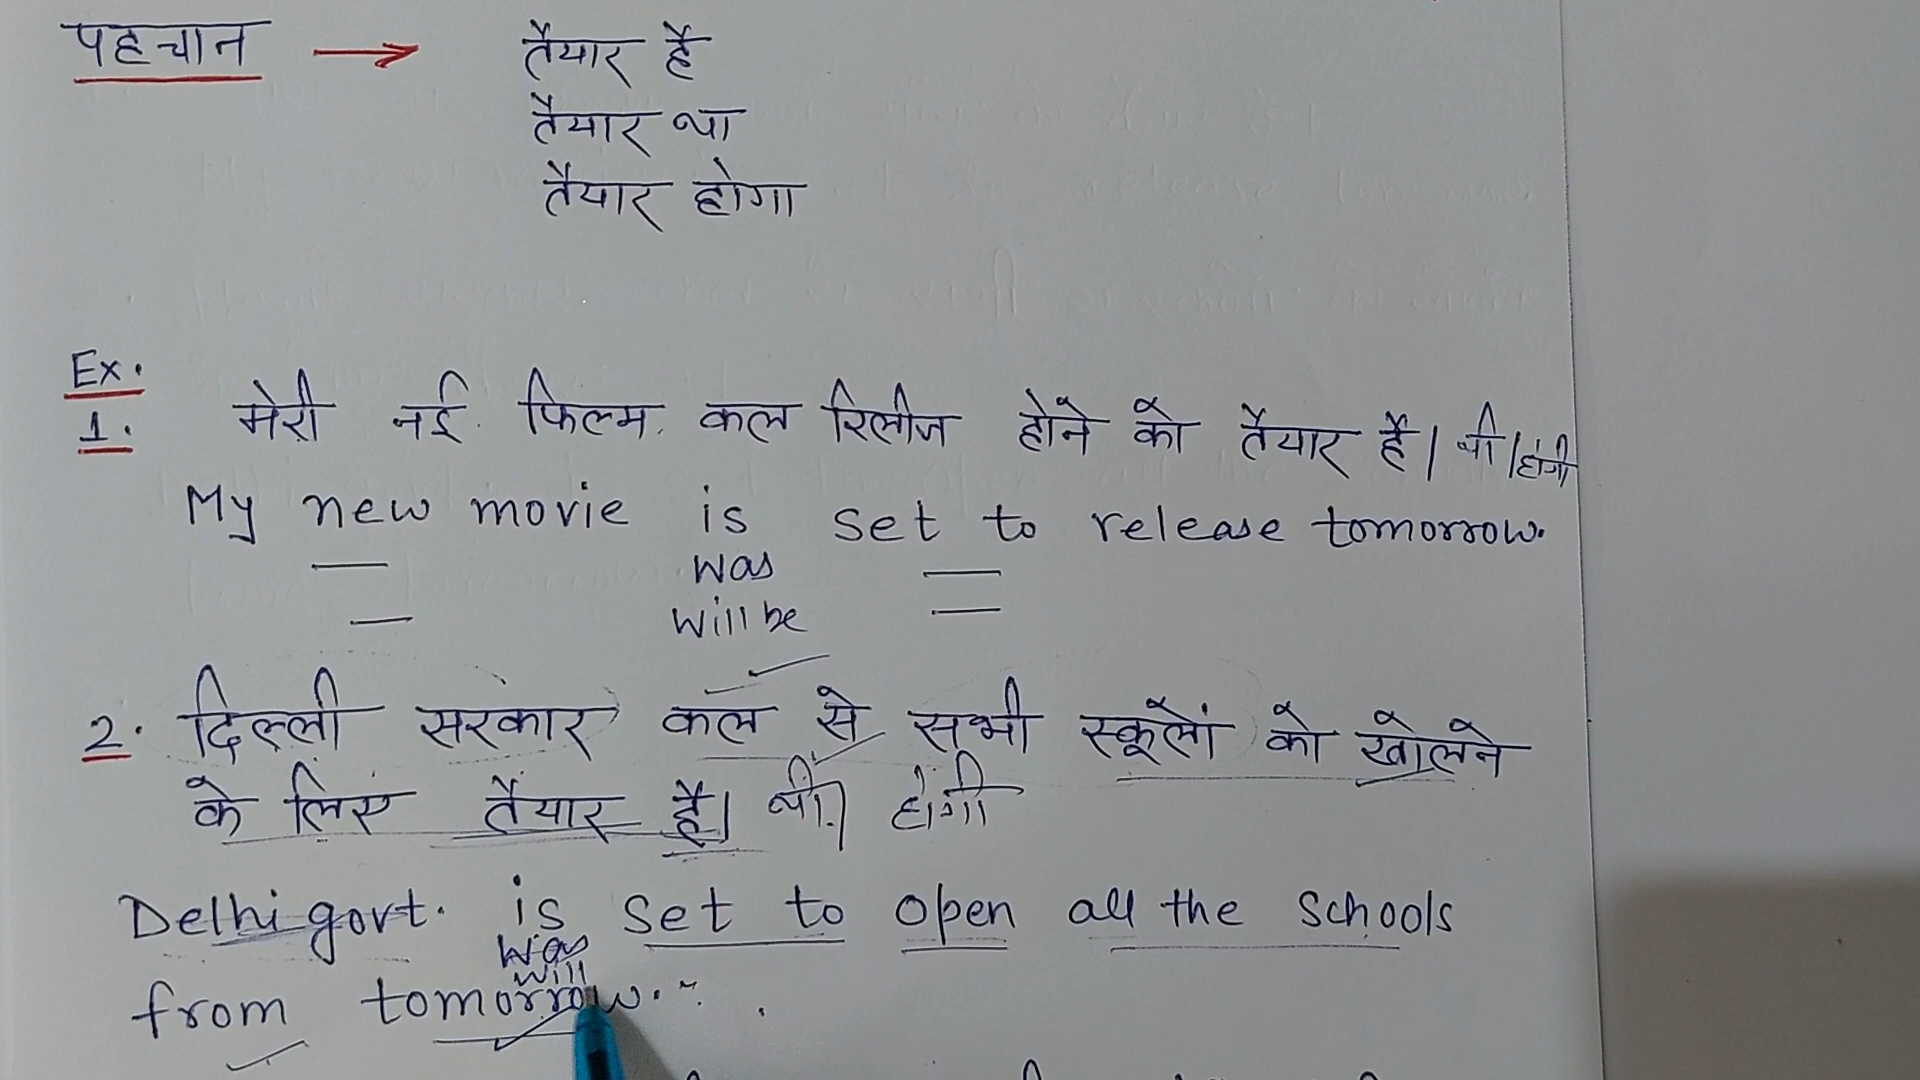 पहचान → तैयार है
तैयार था
तैयार होगा
Ex.
1. मेरी नई फिल्म कल रिलीज होने को तैयार है। थी। होगी
My new movie is set to release tomorrow.
— was —
— will be —
2. दिल्ली सरकार कल से सभी स्कूलों को खोलने
के लिए तैयार है। थी। होगी
Delhi govt. is set to open all the schools
was
will
from tomorrow.